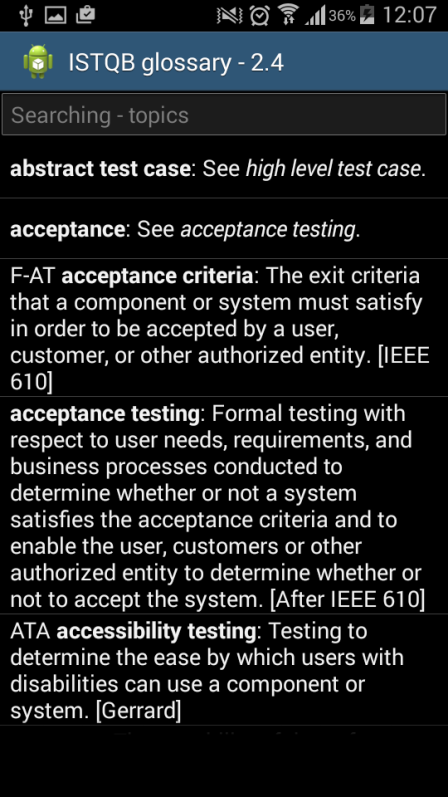 36% 12:07
ISTQB glossary - 2.4
Searching - topics
abstract test case: See high level test case.
acceptance: See acceptance testing.
F-AT acceptance criteria: The exit criteria
that a component or system must satisfy
in order to be accepted by a user,
customer, or other authorized entity. [IEEE
610]
acceptance testing: Formal testing with
respect to user needs, requirements, and
business processes conducted to
determine whether or not a system
satisfies the acceptance criteria and to
enable the user, customers or other
authorized entity to determine whether or
not to accept the system. [After IEEE 610]
ATA accessibility testing: Testing to
determine the ease by which users with
disabilities can use a component or
system. [Gerrard]